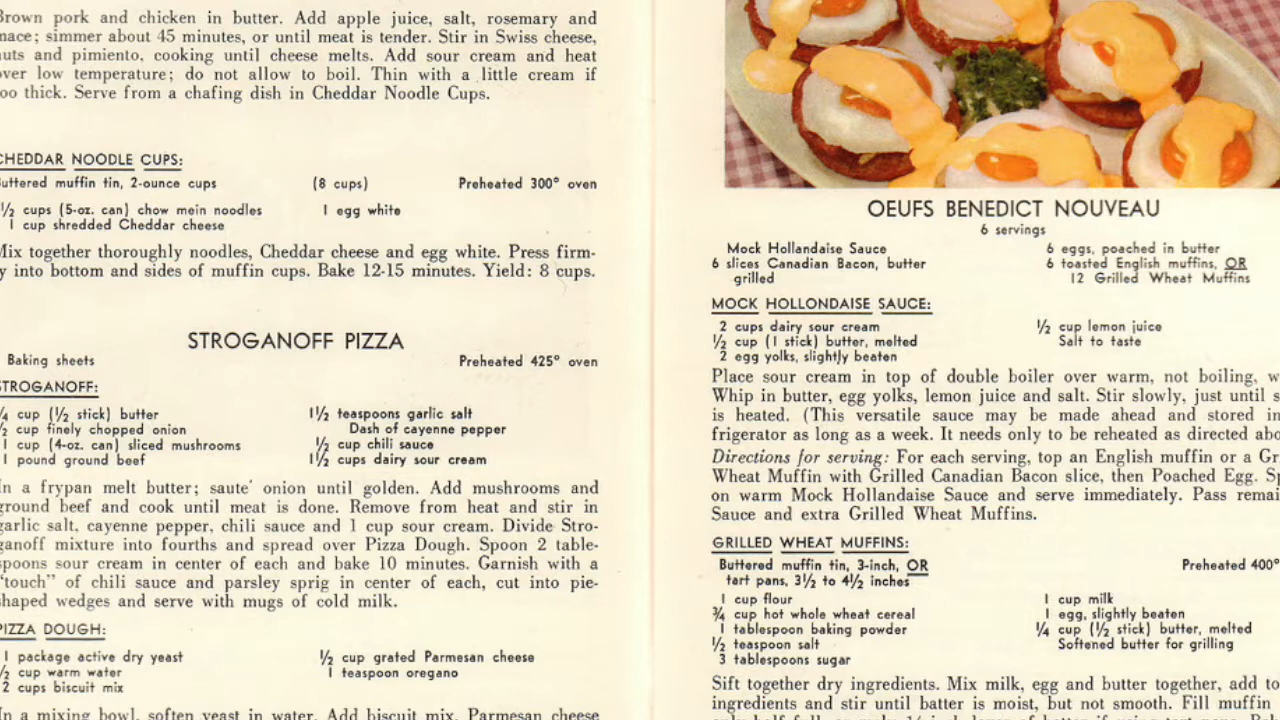 Brown pork and chicken in butter. Add apple juice, salt, rosemary and
mace; simmer about 45 minutes, or until meat is tender. Stir in Swiss cheese,
nuts and pimiento, cooking until cheese melts. Add sour cream and heat
over low temperature; do not allow to boil. Thin with a little cream if
too thick. Serve from a chafing dish in Cheddar Noodle Cups.
CHEDDAR NOODLE CUPS:
Buttered muffin tin, 2-ounce cups (8 cups) Preheated 300° oven
½ cups (5-oz. can) chow mein noodles 1 egg white
1 cup shredded Cheddar cheese
Mix together thoroughly noodles, Cheddar cheese and egg white. Press firm-
y into bottom and sides of muffin cups. Bake 12-15 minutes. Yield: 8 cups.
STROGANOFF PIZZA
Baking sheets Preheated 425° oven
STROGANOFF:
¼ cup (½ stick) butter 1½ teaspoons garlic salt
½ cup finely chopped onion Dash of cayenne pepper
1 cup (4-oz. can) sliced mushrooms ½ cup chili sauce
1 pound ground beef 1½ cups dairy sour cream
In a frypan melt butter; saute' onion until golden. Add mushrooms and
ground beef and cook until meat is done. Remove from heat and stir in
garlic salt, cayenne pepper, chili sauce and 1 cup sour cream. Divide Stro-
ganoff mixture into fourths and spread over Pizza Dough. Spoon 2 table-
spoons sour cream in center of each and bake 10 minutes. Garnish with a
"touch" of chili sauce and parsley sprig in center of each, cut into pie-
shaped wedges and serve with mugs of cold milk.
PIZZA DOUGH:
1 package active dry yeast ½ cup grated Parmesan cheese
½ cup warm water 1 teaspoon oregano
2 cups biscuit mix
In a mixing bowl, soften yeast in water. Add biscuit mix, Parmesan cheese
OEUFS BENEDICT NOUVEAU
6 servings
Mock Hollandaise Sauce 6 eggs, poached in butter
6 slices Canadian Bacon, butter 6 toasted English muffins, OR
grilled 12 Grilled Wheat Muffins
MOCK HOLLONDAISE SAUCE:
2 cups dairy sour cream ½ cup lemon juice
½ cup (1 stick) butter, melted Salt to taste
2 egg yolks, slightly beaten
Place sour cream in top of double boiler over warm, not boiling, w
Whip in butter, egg yolks, lemon juice and salt. Stir slowly, just until s
is heated. (This versatile sauce may be made ahead and stored in
frigerator as long as a week. It needs only to be reheated as directed abo
Directions for serving: For each serving, top an English muffin or a Gr
Wheat Muffin with Grilled Canadian Bacon slice, then Poached Egg. Sp
on warm Mock Hollandaise Sauce and serve immediately. Pass remai
Sauce and extra Grilled Wheat Muffins.
GRILLED WHEAT MUFFINS:
Buttered muffin tin, 3-inch, OR Preheated 400°
tart pans, 3½ to 4½ inches
1 cup flour 1 cup milk
¾ cup hot whole wheat cereal 1 egg, slightly beaten
1 tablespoon baking powder ¼ cup (½ stick) butter, melted
½ teaspoon salt Softened butter for grilling
3 tablespoons sugar
Sift together dry ingredients. Mix milk, egg and butter together, add to
ingredients and stir until batter is moist, but not smooth. Fill muffin